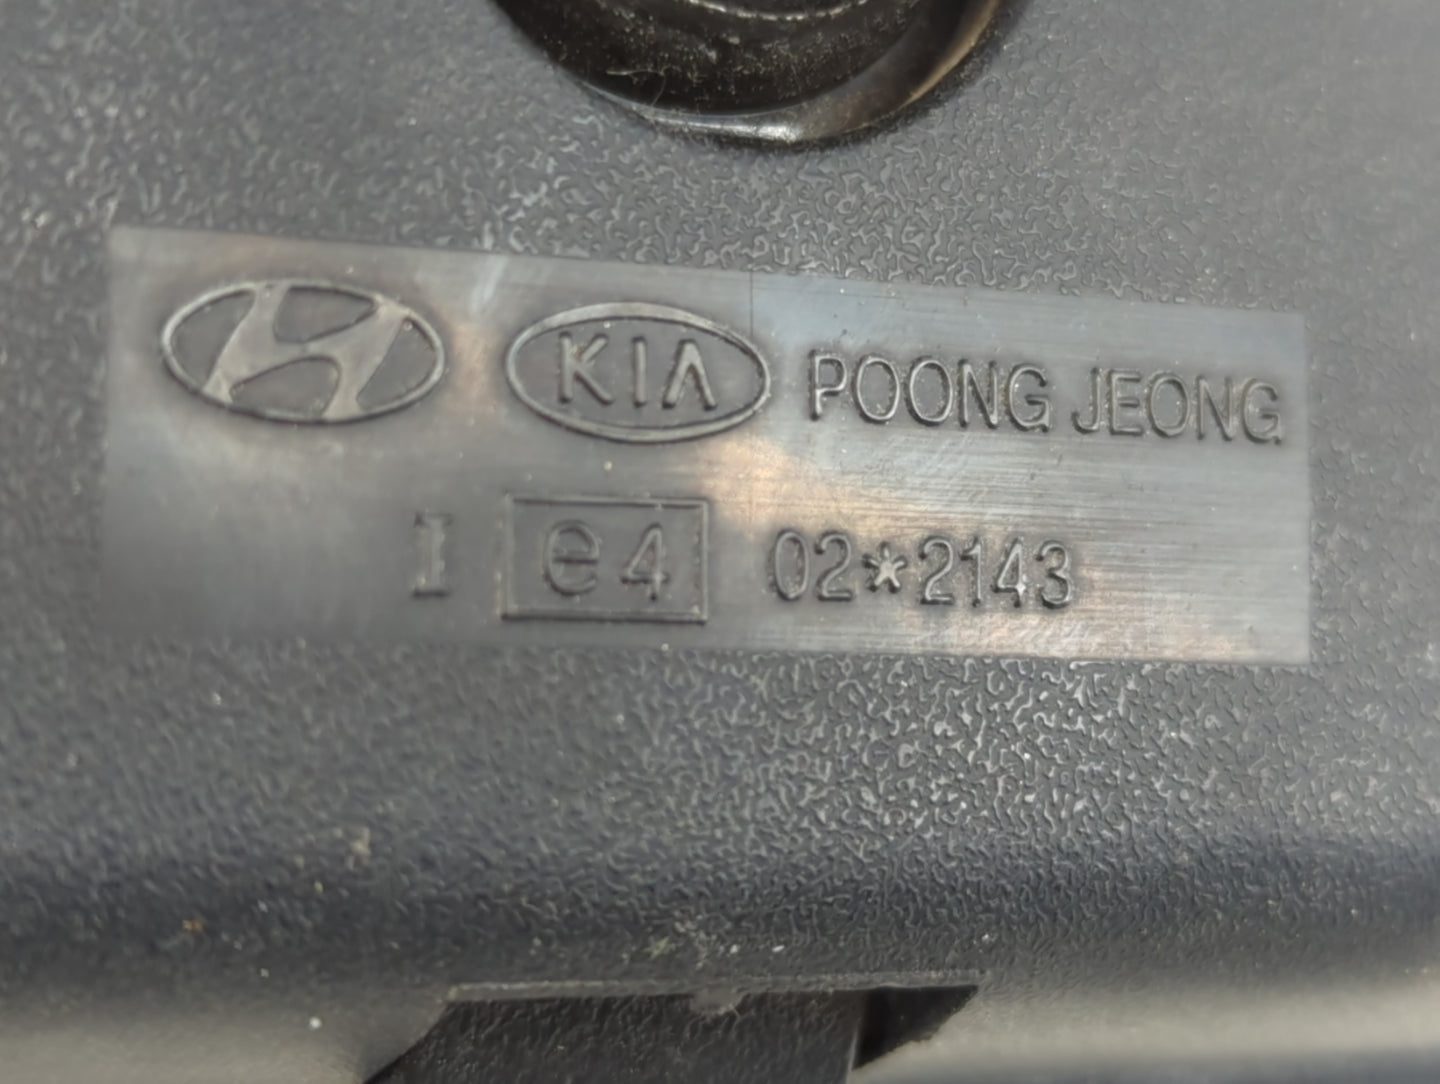 KIA POONG JEONG
I e4 02*2143